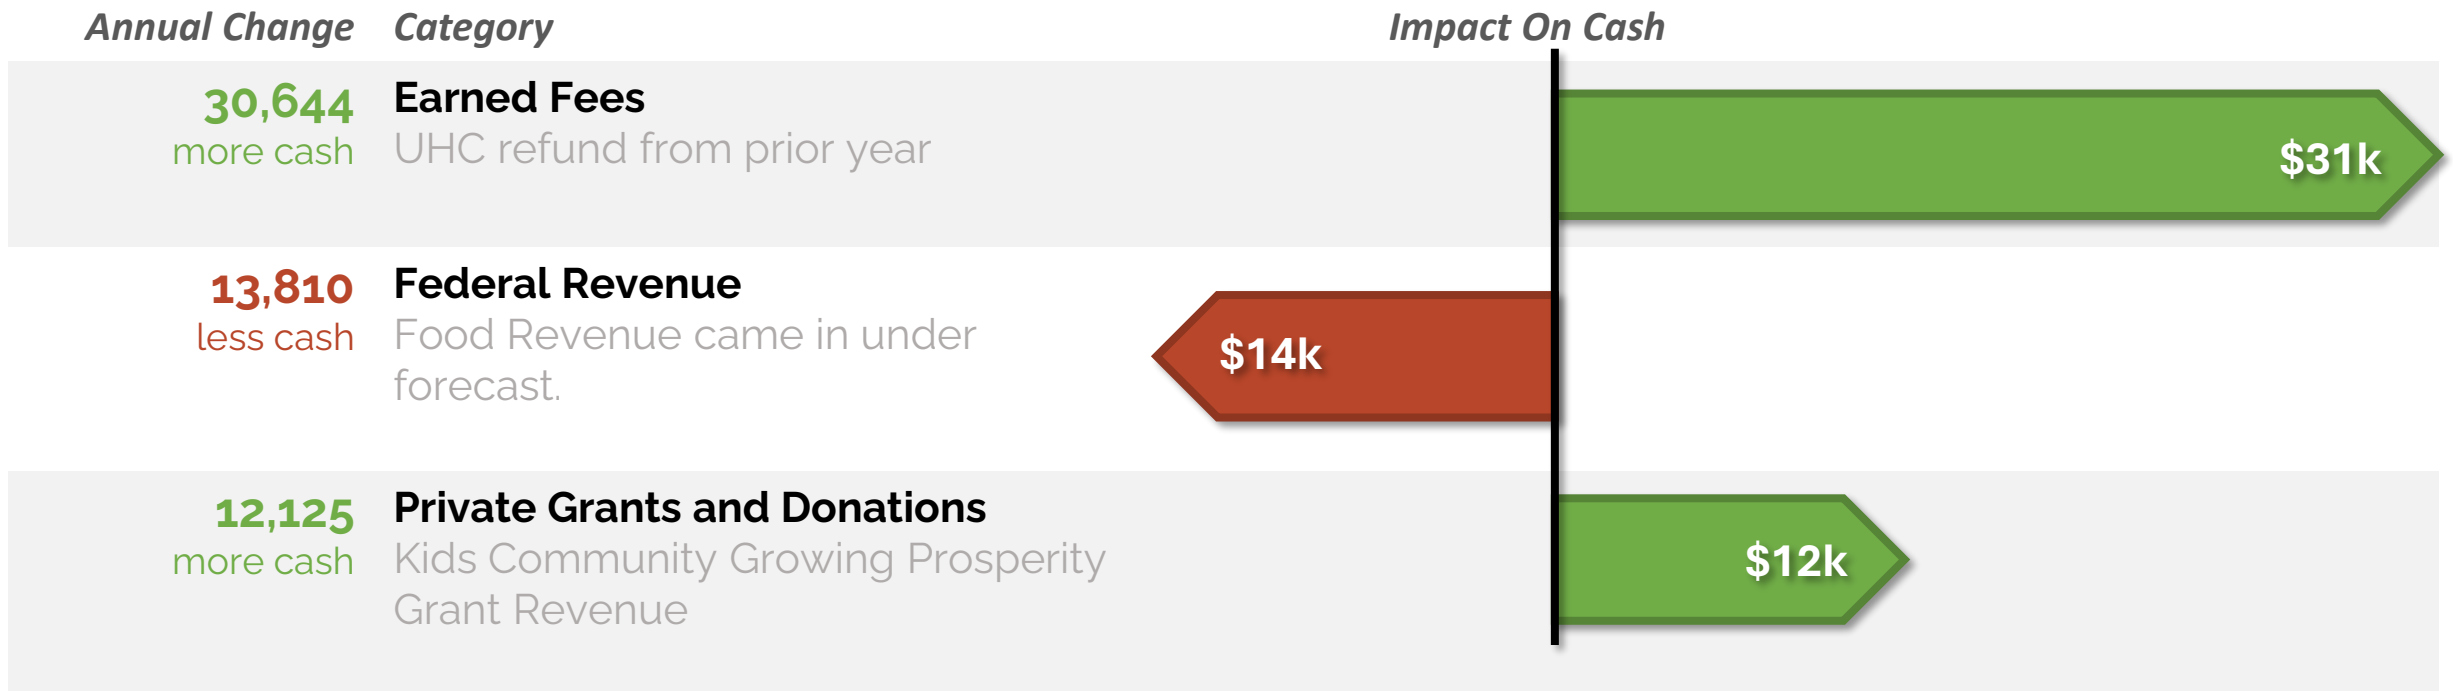 Annual Change Category Impact On Cash
30,644 Earned Fees
more cash UHC refund from prior year
$31k
13,810 Federal Revenue
less cash Food Revenue came in under
forecast.
$14k
12,125 Private Grants and Donations
more cash Kids Community Growing Prosperity
Grant Revenue
$12k